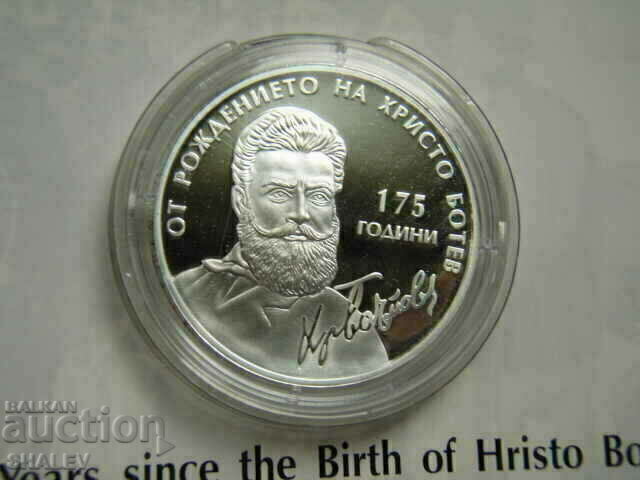 ОТ РОЖДЕНИЕТО НА ХРИСТО БОТЕВ
175
ГОДИНИ
BALKAN
auction
SHALEV
Years since the Birth of Hristo Bo